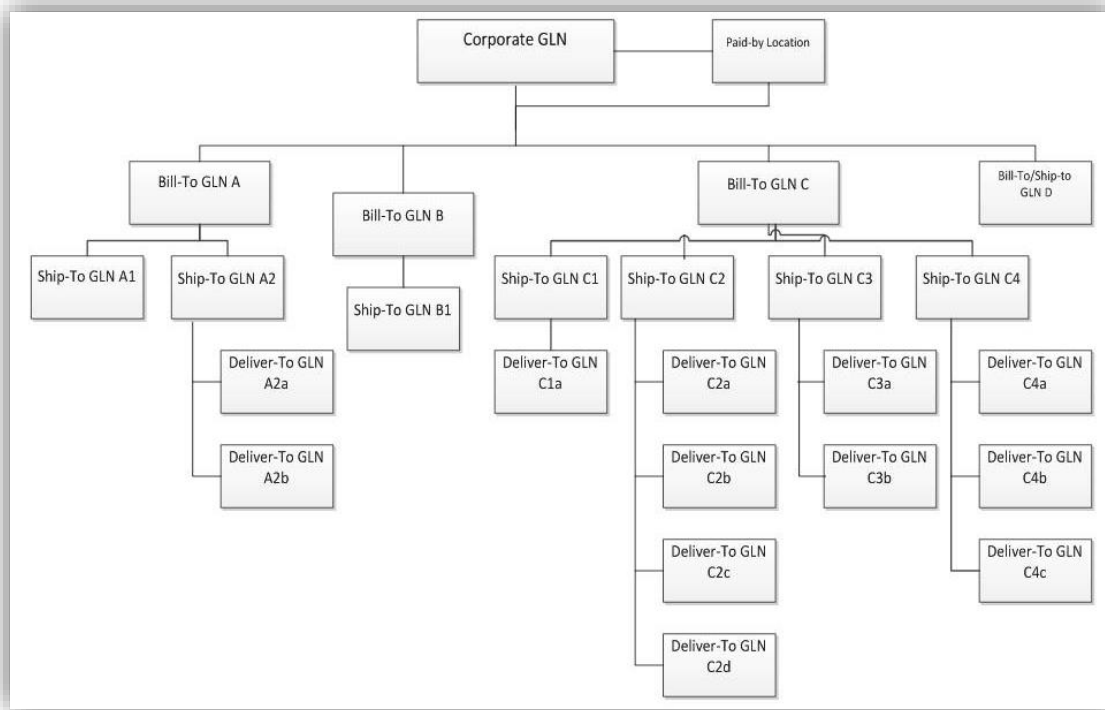 Corporate GLN
Paid-by Location
Bill-To GLN A
Bill-To GLN B
Bill-To GLN C
Bill-To/Ship-to
GLN D
Ship-To GLN A1
Ship-To GLN A2
Ship-To GLN B1
Ship-To GLN C1
Ship-To GLN C2
Ship-To GLN C3
Ship-To GLN C4
Deliver-To GLN
A2a
Deliver-To GLN
A2b
Deliver-To GLN
C1a
Deliver-To GLN
C2a
Deliver-To GLN
C2b
Deliver-To GLN
C2c
Deliver-To GLN
C2d
Deliver-To GLN
C3a
Deliver-To GLN
C3b
Deliver-To GLN
C4a
Deliver-To GLN
C4b
Deliver-To GLN
C4c